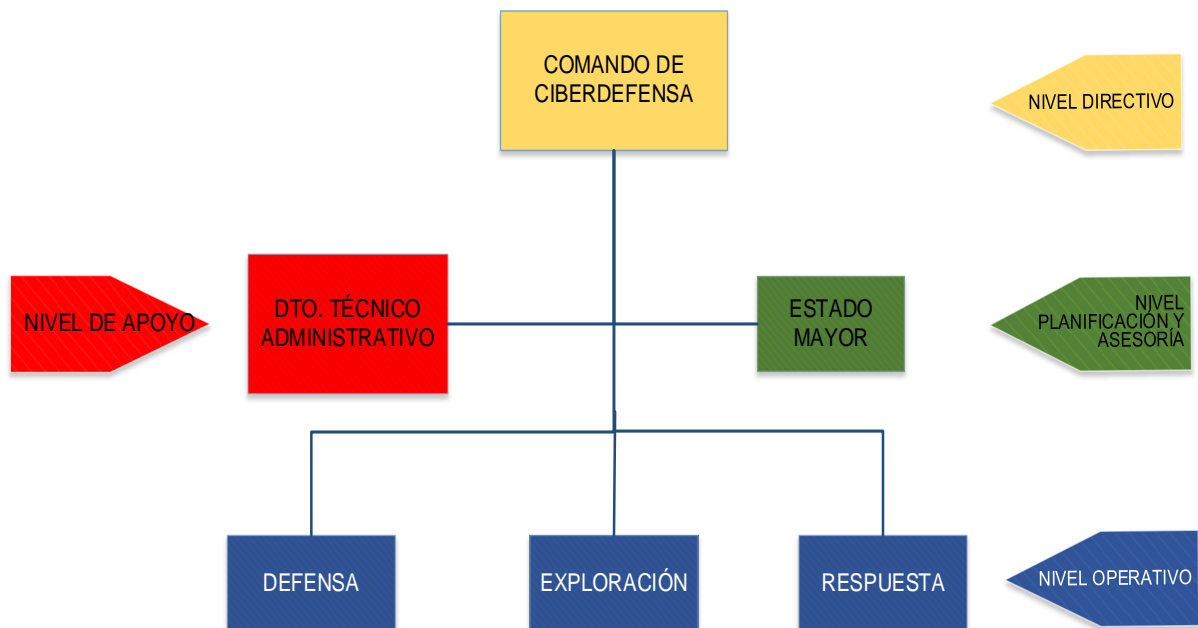 COMANDO DE
CIBERDEFENSA
NIVEL DIRECTIVO
NIVEL DE APOYO
DTO. TÉCNICO
ADMINISTRATIVO
ESTADO
MAYOR
NIVEL
PLANIFICACIÓN Y
ASESORÍA
DEFENSA
EXPLORACIÓN
RESPUESTA
NIVEL OPERATIVO